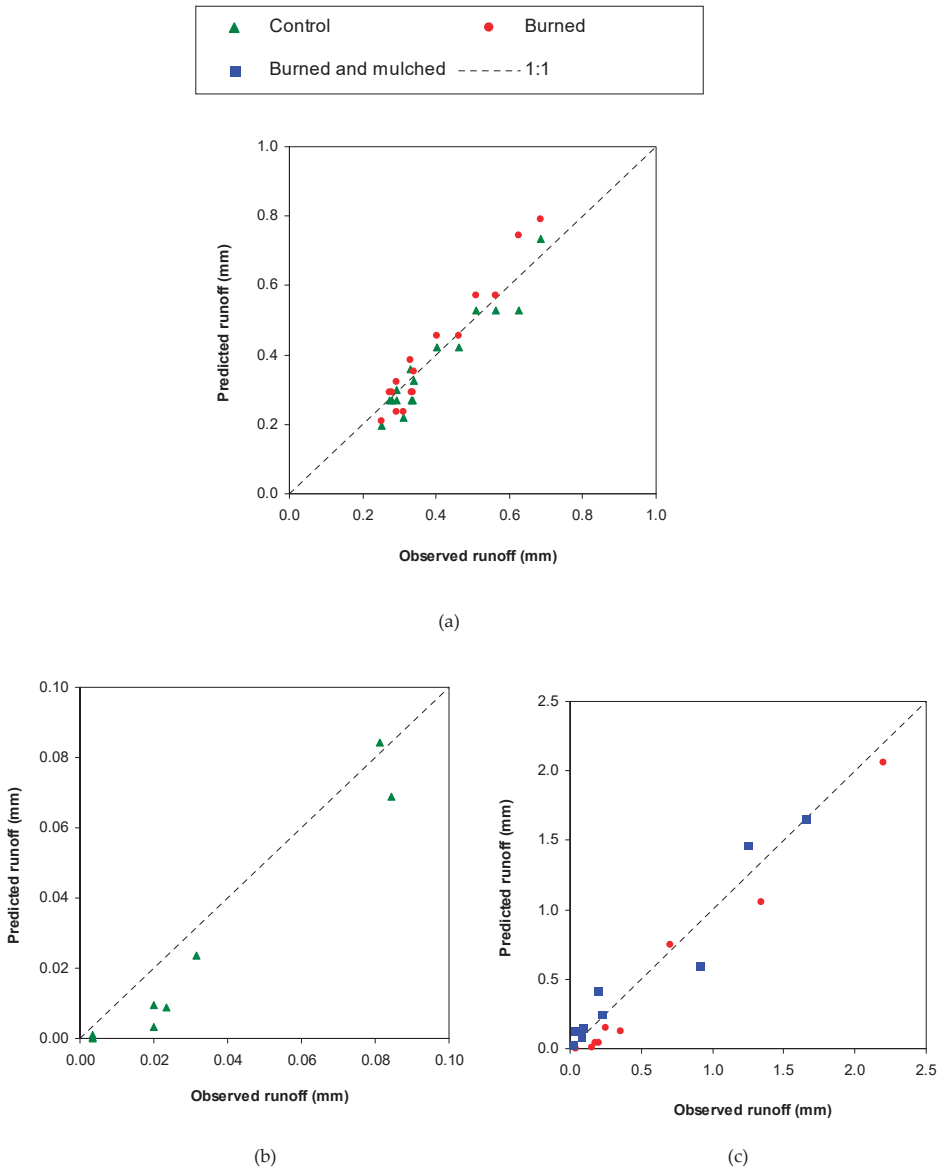 Control Burned
Burned and mulched 1:1
1.0
0.8
0.6
0.4
0.2
0.0
0.0 0.2 0.4 0.6 0.8 1.0
Predicted runoff (mm)
Observed runoff (mm)
(a)
0.10
0.08
0.06
0.04
0.02
0.00
0.00 0.02 0.04 0.06 0.08 0.10
Predicted runoff (mm)
Observed runoff (mm)
(b)
2.5
2.0
1.5
1.0
0.5
0.0
0.0 0.5 1.0 1.5 2.0 2.5
Predicted runoff (mm)
Observed runoff (mm)
(c)